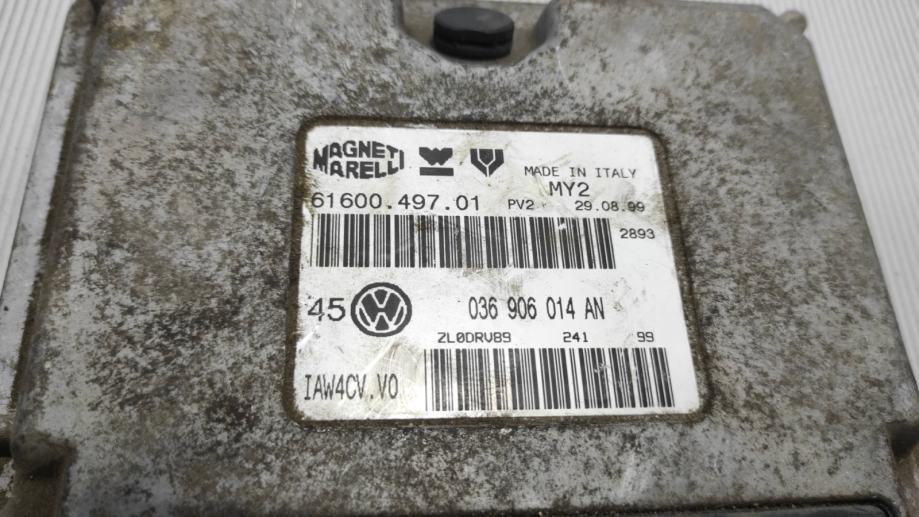 MAGNETI MARELLI
MADE IN ITALY
MY2
61600.497.01 PV2 29.08.99
2893
45 036 906 014 AN
ZL0DRV89 241 99
IAW4CV.V0